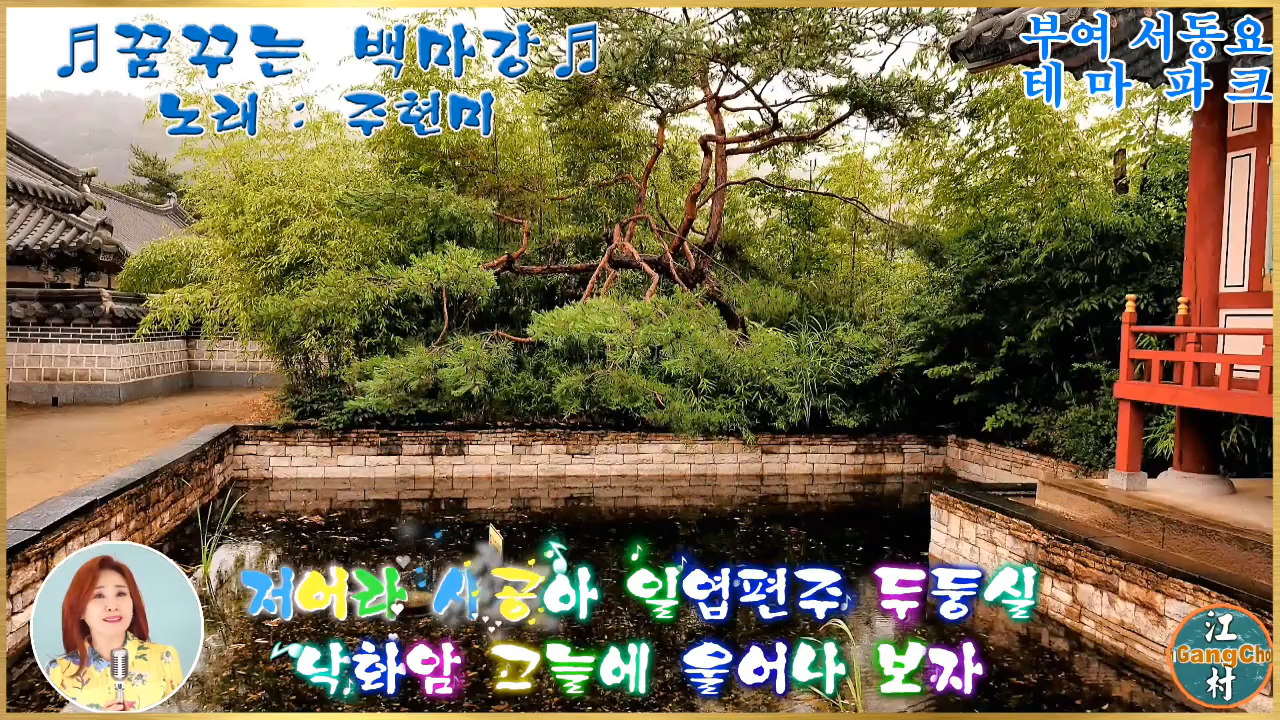 ♫꿈꾸는 백마강♫
노래 : 주현미
부여 서동요
테마 파크
저어라 사공아 일엽편주 두둥실
낙화암 그늘에 울어나 보자
江
GangCho
村